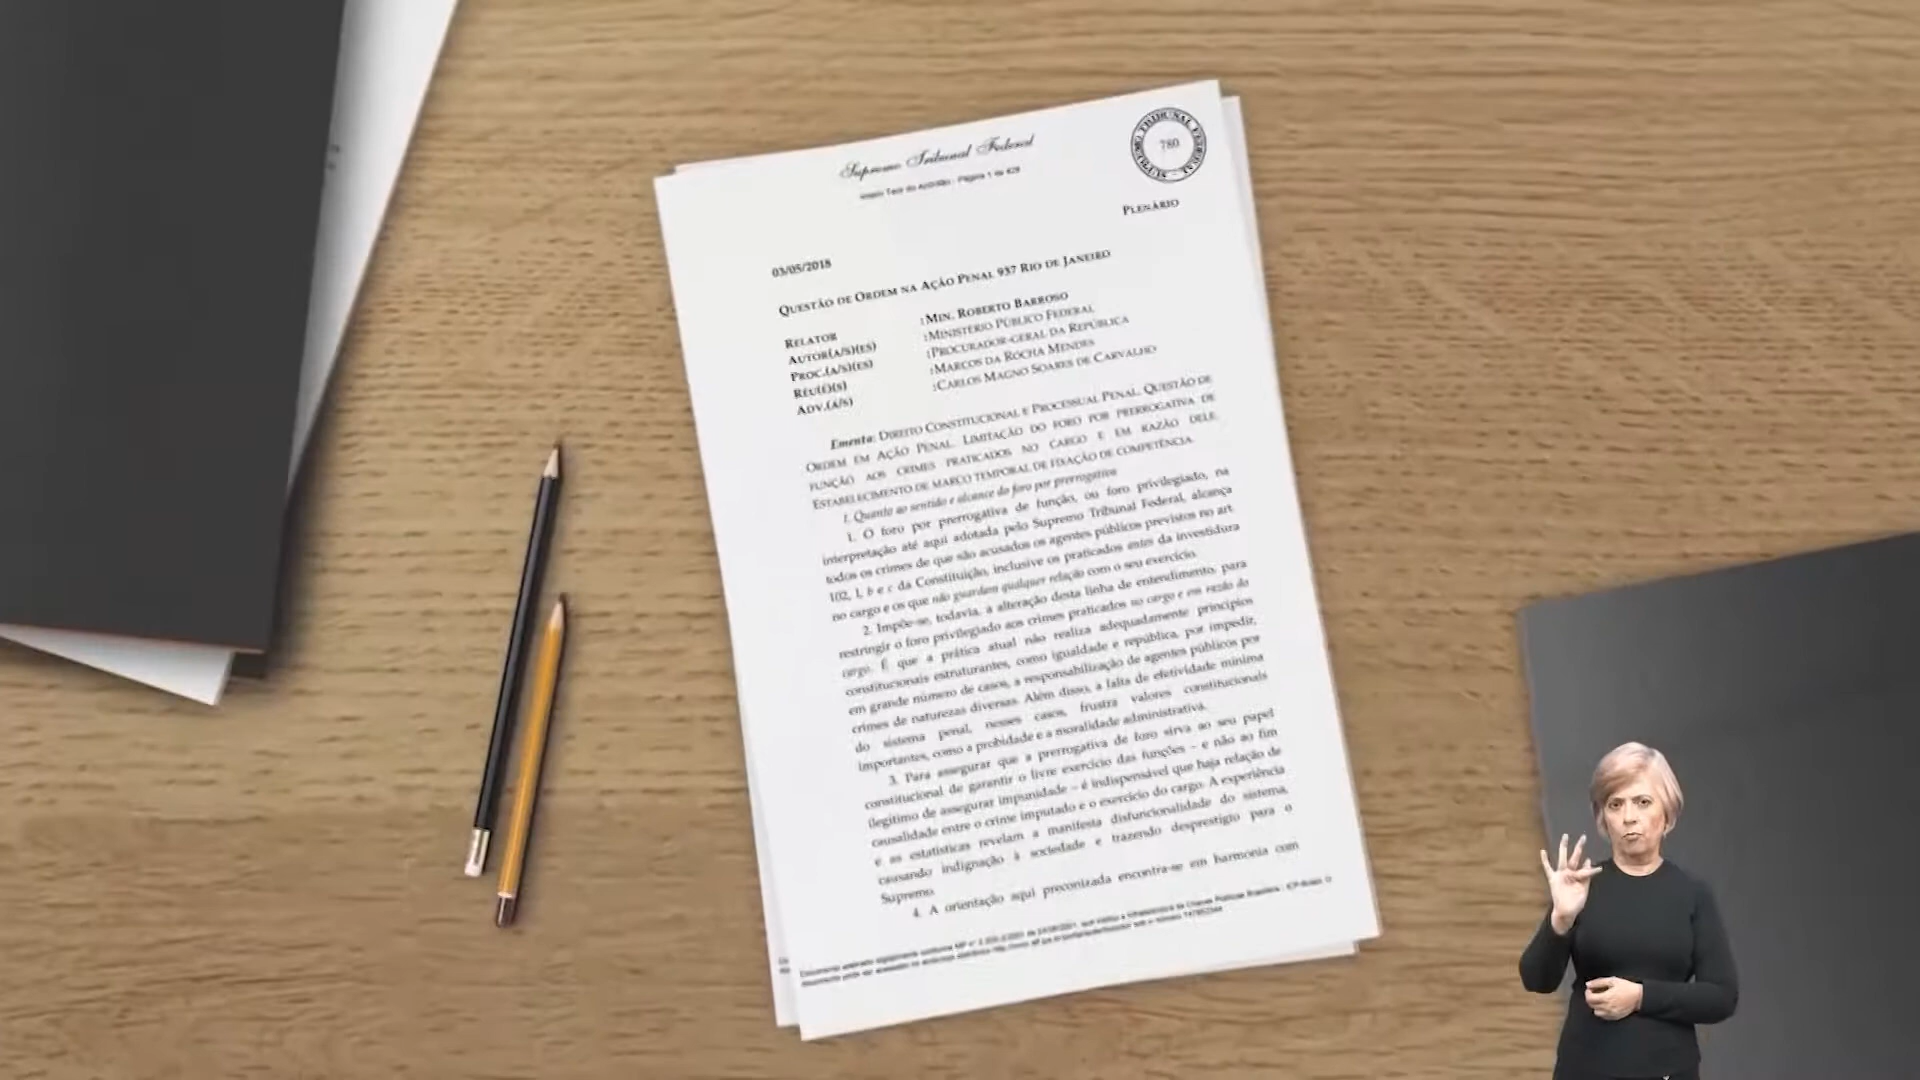 Supremo Tribunal Federal
Inteiro Teor do Acórdão - Página 1 de 429
SUPREMO TRIBUNAL FEDERAL
780
PLENÁRIO
03/05/2018
QUESTÃO DE ORDEM NA AÇÃO PENAL 937 RIO DE JANEIRO
RELATOR :MIN. ROBERTO BARROSO
AUTOR(A/S)(ES) :MINISTÉRIO PÚBLICO FEDERAL
PROC.(A/S)(ES) :PROCURADOR-GERAL DA REPÚBLICA
RÉU(É)(S) :MARCOS DA ROCHA MENDES
ADV.(A/S) :CARLOS MAGNO SOARES DE CARVALHO
Ementa: DIREITO CONSTITUCIONAL E PROCESSUAL PENAL. QUESTÃO DE
ORDEM EM AÇÃO PENAL. LIMITAÇÃO DO FORO POR PRERROGATIVA DE
FUNÇÃO AOS CRIMES PRATICADOS NO CARGO E EM RAZÃO DELE.
ESTABELECIMENTO DE MARCO TEMPORAL DE FIXAÇÃO DE COMPETÊNCIA.
I. Quanto ao sentido e alcance do foro por prerrogativa
1. O foro por prerrogativa de função, ou foro privilegiado, na
interpretação até aqui adotada pelo Supremo Tribunal Federal, alcança
todos os crimes de que são acusados os agentes públicos previstos no art.
102, I, b e c da Constituição, inclusive os praticados antes da investidura
no cargo e os que não guardam qualquer relação com o seu exercício.
2. Impõe-se, todavia, a alteração desta linha de entendimento, para
restringir o foro privilegiado aos crimes praticados no cargo e em razão do
cargo. É que a prática atual não realiza adequadamente princípios
constitucionais estruturantes, como igualdade e república, por impedir,
em grande número de casos, a responsabilização de agentes públicos por
crimes de naturezas diversas. Além disso, a falta de efetividade mínima
do sistema penal, nesses casos, frustra valores constitucionais
importantes, como a probidade e a moralidade administrativa.
3. Para assegurar que a prerrogativa de foro sirva ao seu papel
constitucional de garantir o livre exercício das funções – e não ao fim
ilegítimo de assegurar impunidade – é indispensável que haja relação de
causalidade entre o crime imputado e o exercício do cargo. A experiência
e as estatísticas revelam a manifesta disfuncionalidade do sistema,
causando indignação à sociedade e trazendo desprestígio para o
Supremo.
4. A orientação aqui preconizada encontra-se em harmonia com